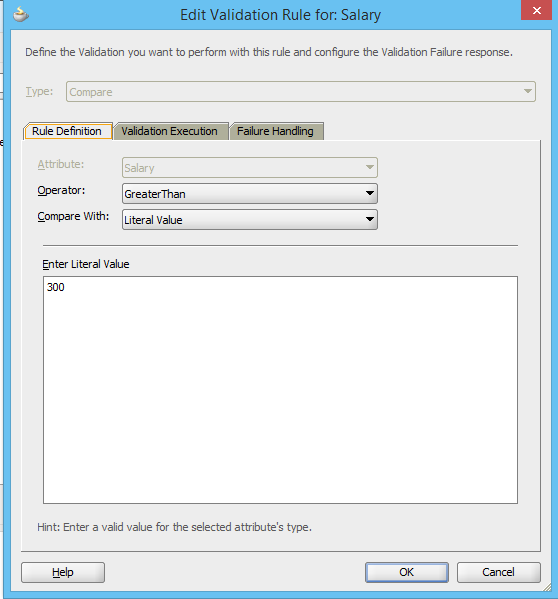 Edit Validation Rule for: Salary
Define the Validation you want to perform with this rule and configure the Validation Failure response.
Type: Compare
Rule Definition Validation Execution Failure Handling
Attribute: Salary
Operator: GreaterThan
Compare With: Literal Value
Enter Literal Value
300
Hint: Enter a valid value for the selected attribute's type.
Help OK Cancel